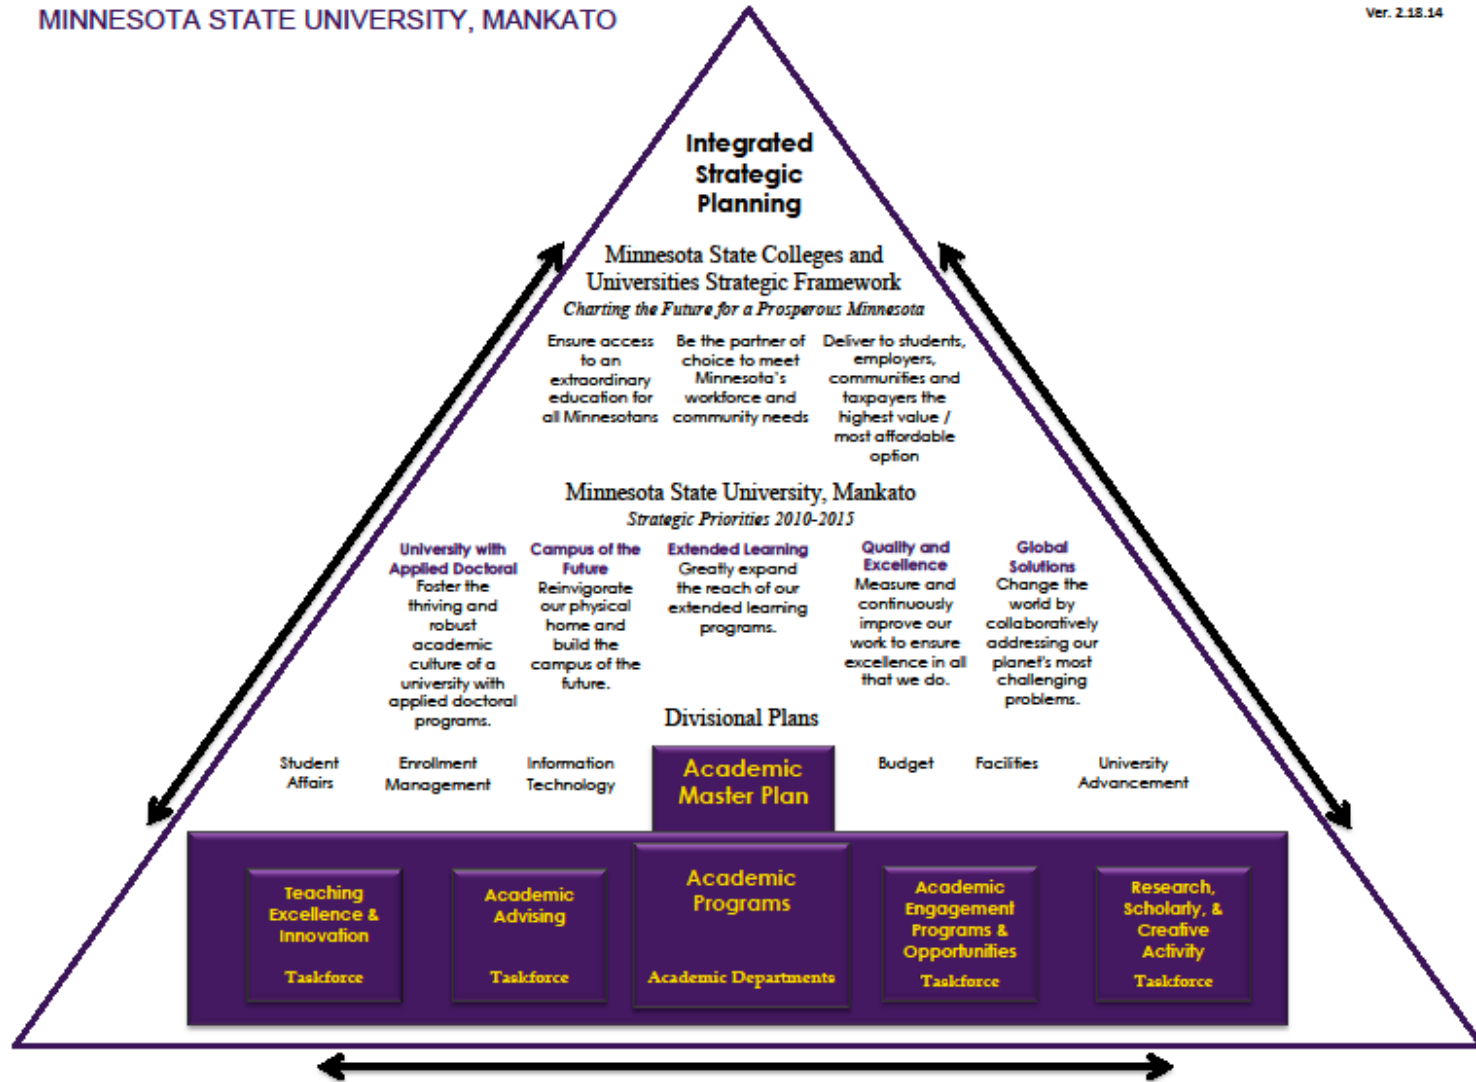 MINNESOTA STATE UNIVERSITY, MANKATO
Ver. 2.18.14
Integrated
Strategic
Planning
Minnesota State Colleges and
Universities Strategic Framework
Charting the Future for a Prosperous Minnesota
Ensure access
to an
extraordinary
education for
all Minnesotans
Be the partner of
choice to meet
Minnesota's
workforce and
community needs
Deliver to students,
employers,
communities and
taxpayers the
highest value /
most affordable
option
Minnesota State University, Mankato
Strategic Priorities 2010-2015
University with
Applied Doctoral
Foster the
thriving and
robust
academic
culture of a
university with
applied doctoral
programs.
Campus of the
Future
Reinvigorate
our physical
home and
build the
campus of the
future.
Extended Learning
Greatly expand
the reach of our
extended learning
programs.
Quality and
Excellence
Measure and
continuously
improve our
work to ensure
excellence in all
that we do.
Global
Solutions
Change the
world by
collaboratively
addressing our
planet's most
challenging
problems.
Divisional Plans
Student
Affairs
Enrollment
Management
Information
Technology
Academic
Master Plan
Budget
Facilities
University
Advancement
Teaching
Excellence &
Innovation
Taskforce
Academic
Advising
Taskforce
Academic
Programs
Academic Departments
Academic
Engagement
Programs &
Opportunities
Taskforce
Research,
Scholarly, &
Creative
Activity
Taskforce